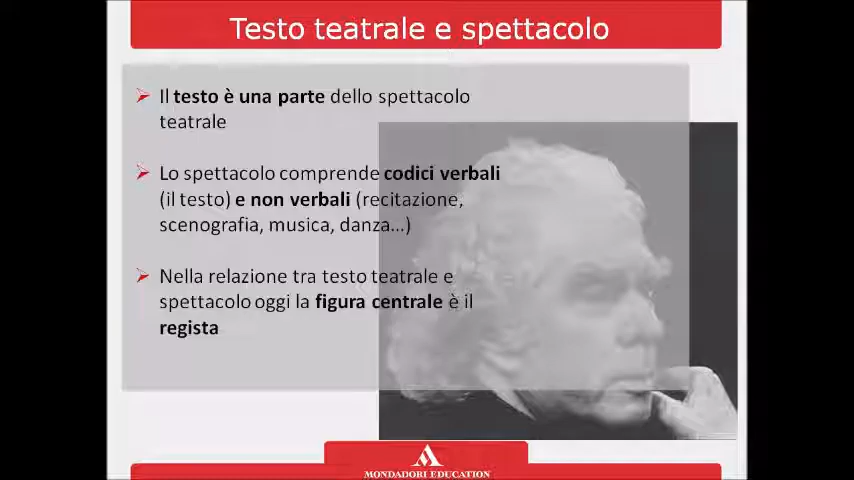 Testo teatrale e spettacolo
Il testo è una parte dello spettacolo
teatrale
Lo spettacolo comprende codici verbali
(il testo) e non verbali (recitazione,
scenografia, musica, danza...)
Nella relazione tra testo teatrale e
spettacolo oggi la figura centrale è il
regista
MONDADORI EDUCATION